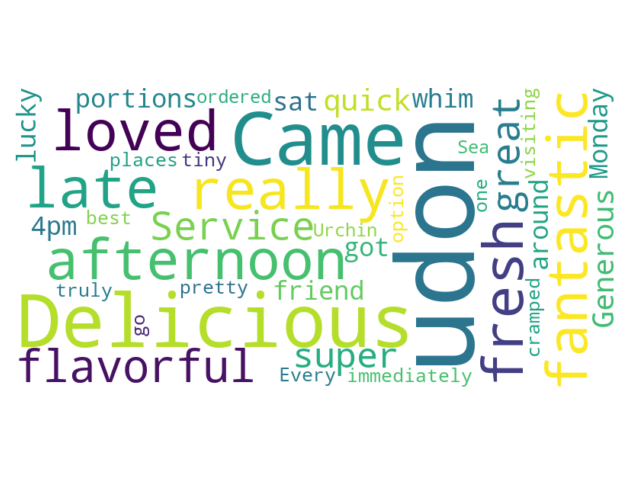 lucky
portions
ordered
sat
quick
whim
loved
Came
places
tiny
late
really
4pm
best
Service
Urchin
option
afternoon
got
truly
pretty
friend
Delicious
go
flavorful
super
Every
immediately
udon
Sea
one
great
fresh
visiting
around
cramped
fantastic
Monday
Generous